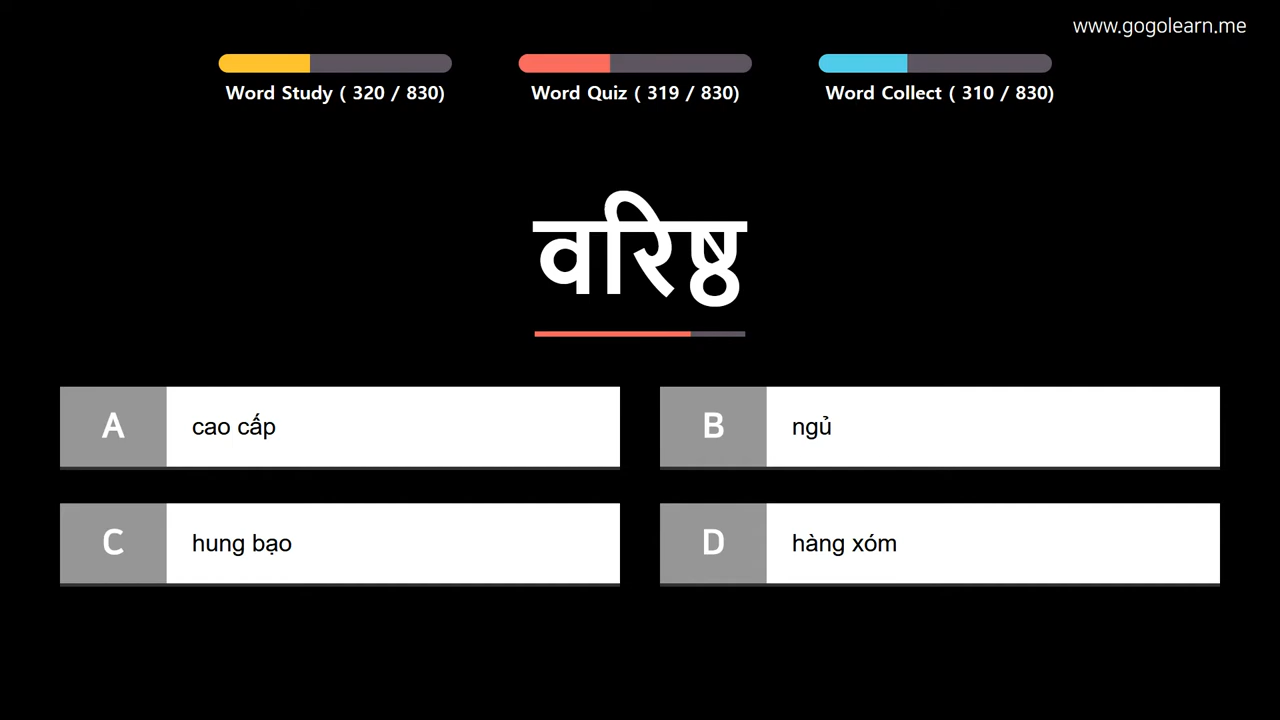 www.gogolearn.me
Word Study ( 320 / 830)
Word Quiz ( 319 / 830)
Word Collect ( 310 / 830)
वरिष्ठ
A
cao cấp
B
ngủ
C
hung bạo
D
hàng xóm